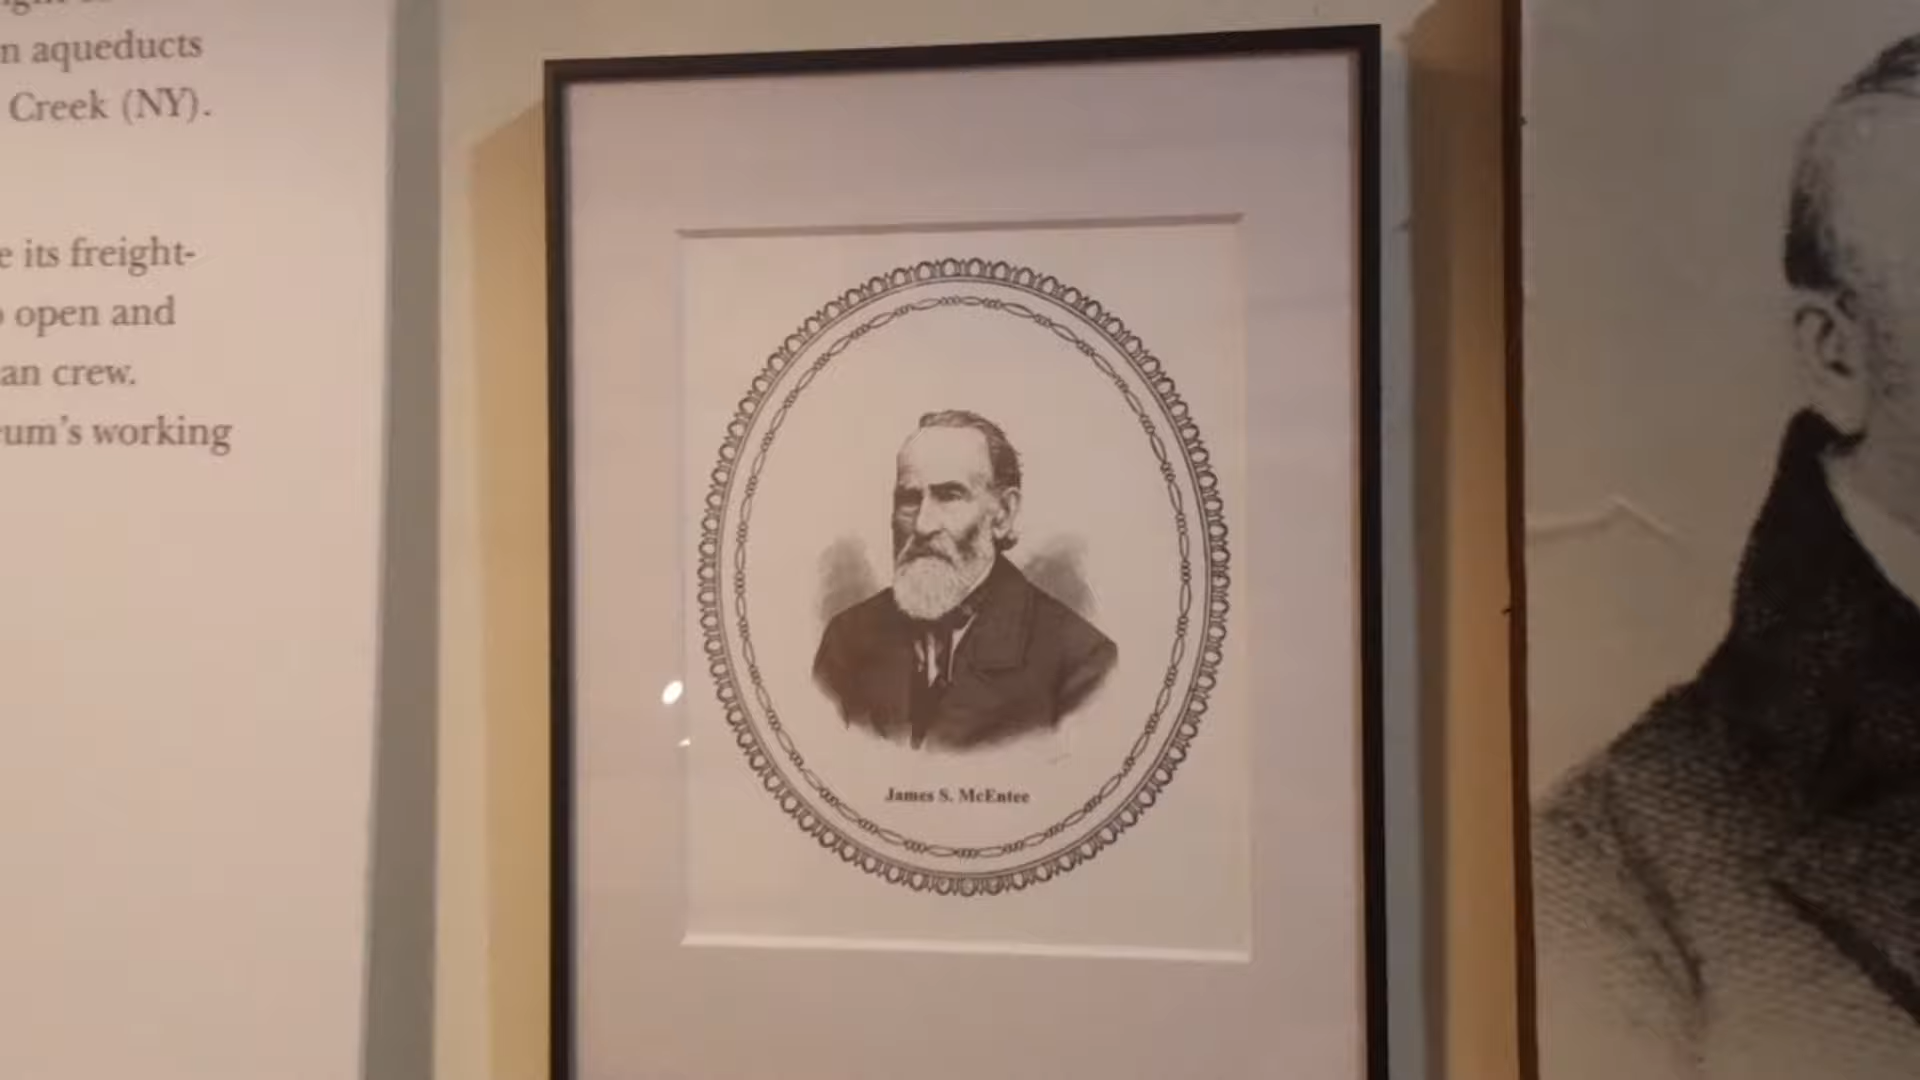 n aqueducts
Creek (NY).
e its freight-
open and
an crew.
um's working
James S. McEntee